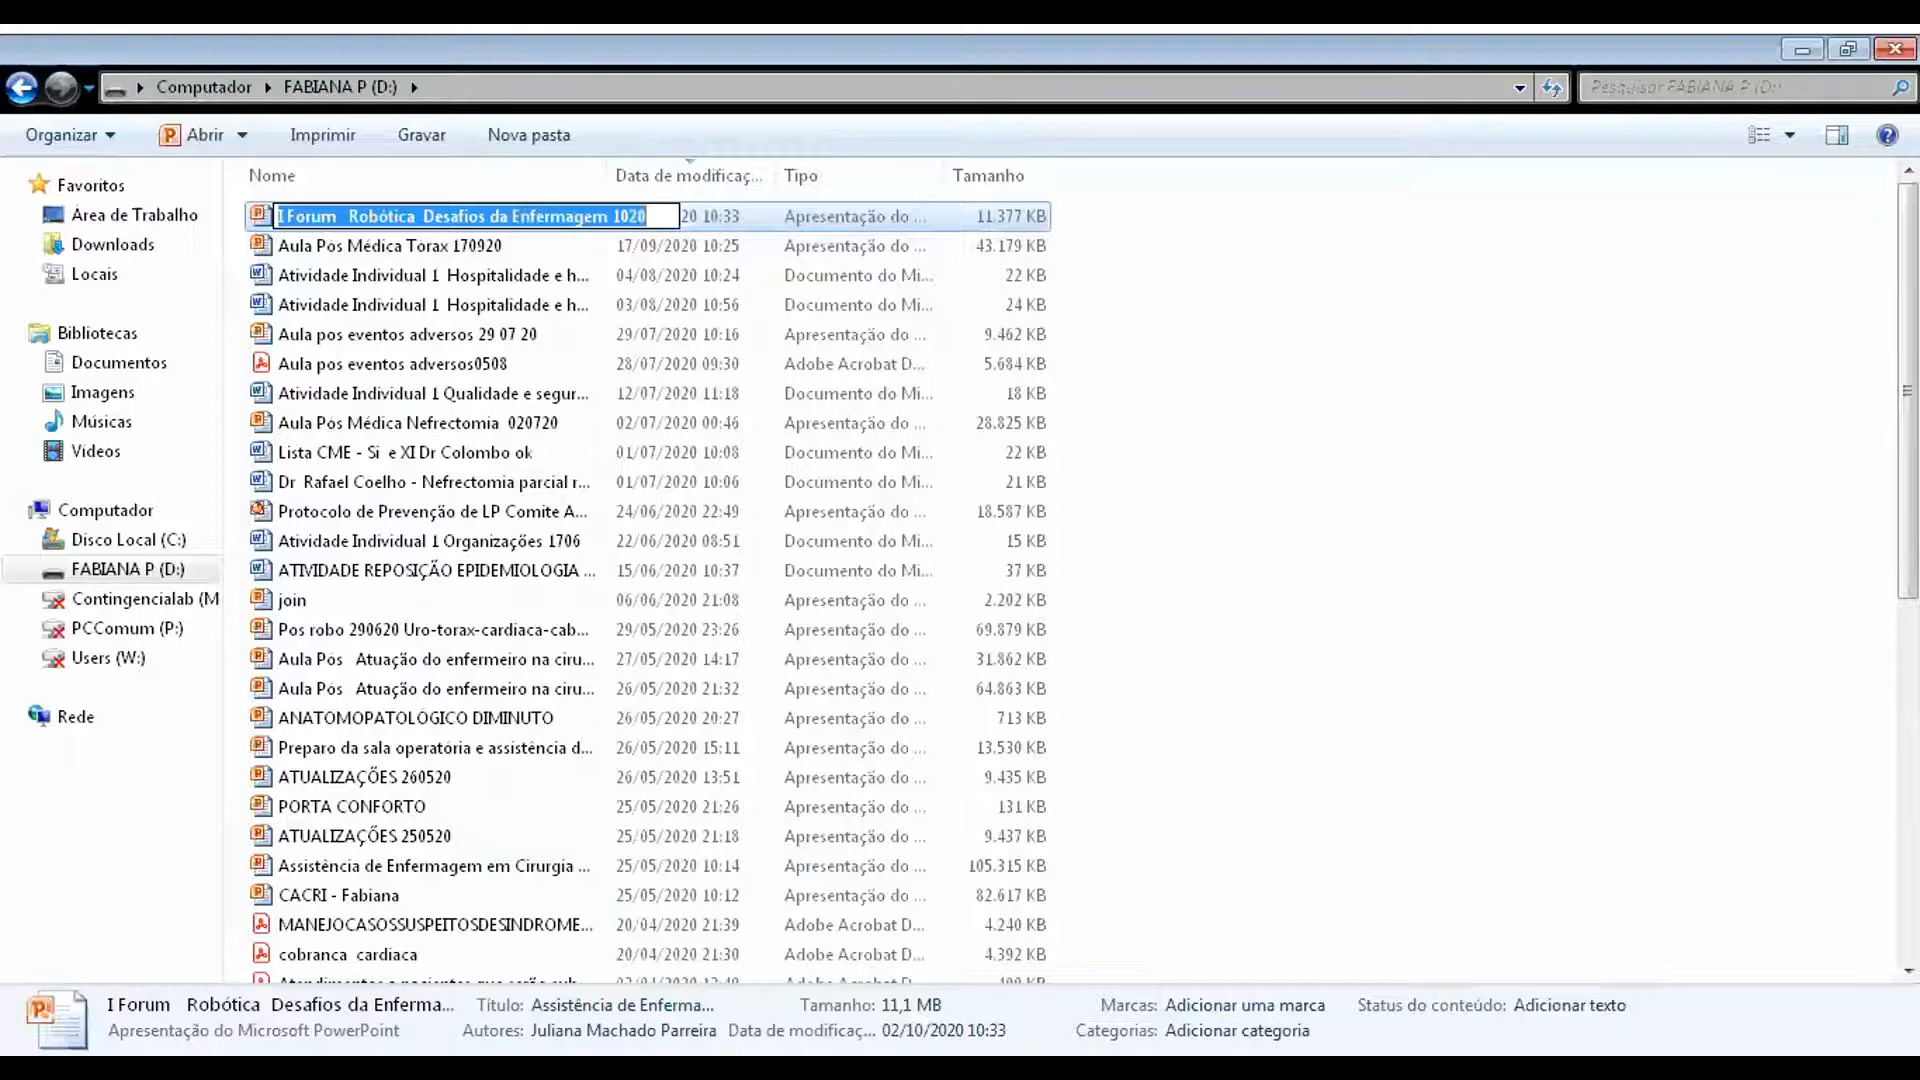 Computador FABIANA P (D:)
Pesquisar FABIANA P (D:)
Organizar Abrir Imprimir Gravar Nova pasta
Favoritos
Área de Trabalho
Downloads
Locais
Bibliotecas
Documentos
Imagens
Músicas
Vídeos
Computador
Disco Local (C:)
FABIANA P (D:)
Contingencialab (M
PCComum (P:)
Users (W:)
Rede
Nome Data de modificaç... Tipo Tamanho
I Forum Robótica Desafios da Enfermagem 1020 20 10:33 Apresentação do ... 11.377 KB
Aula Pós Médica Tórax 170920 17/09/2020 10:25 Apresentação do ... 43.179 KB
Atividade Individual 1 Hospitalidade e h... 04/08/2020 10:24 Documento do Mi... 22 KB
Atividade Individual 1 Hospitalidade e h... 03/08/2020 10:56 Documento do Mi... 24 KB
Aula pos eventos adversos 29 07 20 29/07/2020 10:16 Apresentação do ... 9.462 KB
Aula pos eventos adversos0508 28/07/2020 09:30 Adobe Acrobat D... 5.684 KB
Atividade Individual 1 Qualidade e segur... 12/07/2020 11:18 Documento do Mi... 18 KB
Aula Pós Médica Nefrectomia 020720 02/07/2020 00:46 Apresentação do ... 28.825 KB
Lista CME - Si e XI Dr Colombo ok 01/07/2020 10:08 Documento do Mi... 22 KB
Dr Rafael Coelho - Nefrectomia parcial r... 01/07/2020 10:06 Documento do Mi... 21 KB
Protocolo de Prevenção de LP Comite A... 24/06/2020 22:49 Apresentação do ... 18.587 KB
Atividade Individual 1 Organizações 1706 22/06/2020 08:51 Documento do Mi... 15 KB
ATIVIDADE REPOSIÇÃO EPIDEMIOLOGIA ... 15/06/2020 10:37 Documento do Mi... 37 KB
join 06/06/2020 21:08 Apresentação do ... 2.202 KB
Pos robo 290620 Uro-torax-cardiaca-cab... 29/05/2020 23:26 Apresentação do ... 69.879 KB
Aula Pós Atuação do enfermeiro na ciru... 27/05/2020 14:17 Apresentação do ... 31.862 KB
Aula Pós Atuação do enfermeiro na ciru... 26/05/2020 21:32 Apresentação do ... 64.863 KB
ANATOMOPATOLÓGICO DIMINUTO 26/05/2020 20:27 Apresentação do ... 713 KB
Preparo da sala operatória e assistência d... 26/05/2020 15:11 Apresentação do ... 13.530 KB
ATUALIZAÇÕES 260520 26/05/2020 13:51 Apresentação do ... 9.435 KB
PORTA CONFORTO 25/05/2020 21:26 Apresentação do ... 131 KB
ATUALIZAÇÕES 250520 25/05/2020 21:18 Apresentação do ... 9.437 KB
Assistência de Enfermagem em Cirurgia ... 25/05/2020 10:14 Apresentação do ... 105.315 KB
CACRI - Fabiana 25/05/2020 10:12 Apresentação do ... 82.617 KB
MANEJOCASOSSUSPEITOSDESINDROME... 20/04/2020 21:39 Adobe Acrobat D... 4.240 KB
cobranca cardiaca 20/04/2020 21:30 Adobe Acrobat D... 4.392 KB
I Forum Robótica Desafios da Enferma... Título: Assistência de Enferma... Tamanho: 11,1 MB Marcas: Adicionar uma marca Status do conteúdo: Adicionar texto
Apresentação do Microsoft PowerPoint Autores: Juliana Machado Parreira Data de modificaç... 02/10/2020 10:33 Categorias: Adicionar categoria